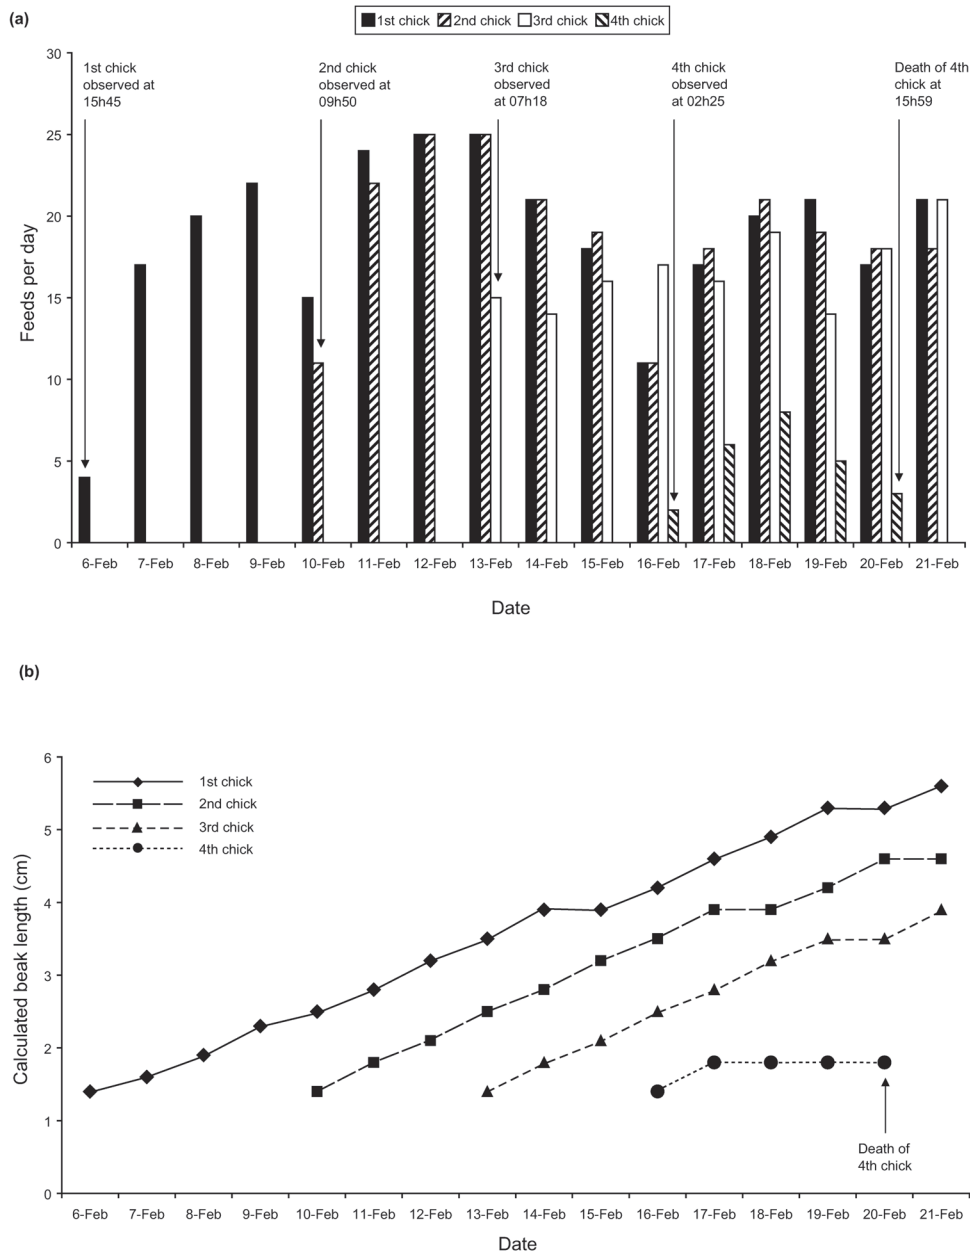 (a)
1st chick 2nd chick 3rd chick 4th chick
30
25
20
15
10
5
0
Feeds per day
1st chick
observed at
15h45
2nd chick
observed at
09h50
3rd chick
observed
at 07h18
4th chick
observed
at 02h25
Death of 4th
chick at
15h59
6-Feb 7-Feb 8-Feb 9-Feb 10-Feb 11-Feb 12-Feb 13-Feb 14-Feb 15-Feb 16-Feb 17-Feb 18-Feb 19-Feb 20-Feb 21-Feb
Date
(b)
6
5
4
3
2
1
0
Calculated beak length (cm)
1st chick
2nd chick
3rd chick
4th chick
Death of
4th chick
6-Feb 7-Feb 8-Feb 9-Feb 10-Feb 11-Feb 12-Feb 13-Feb 14-Feb 15-Feb 16-Feb 17-Feb 18-Feb 19-Feb 20-Feb 21-Feb
Date